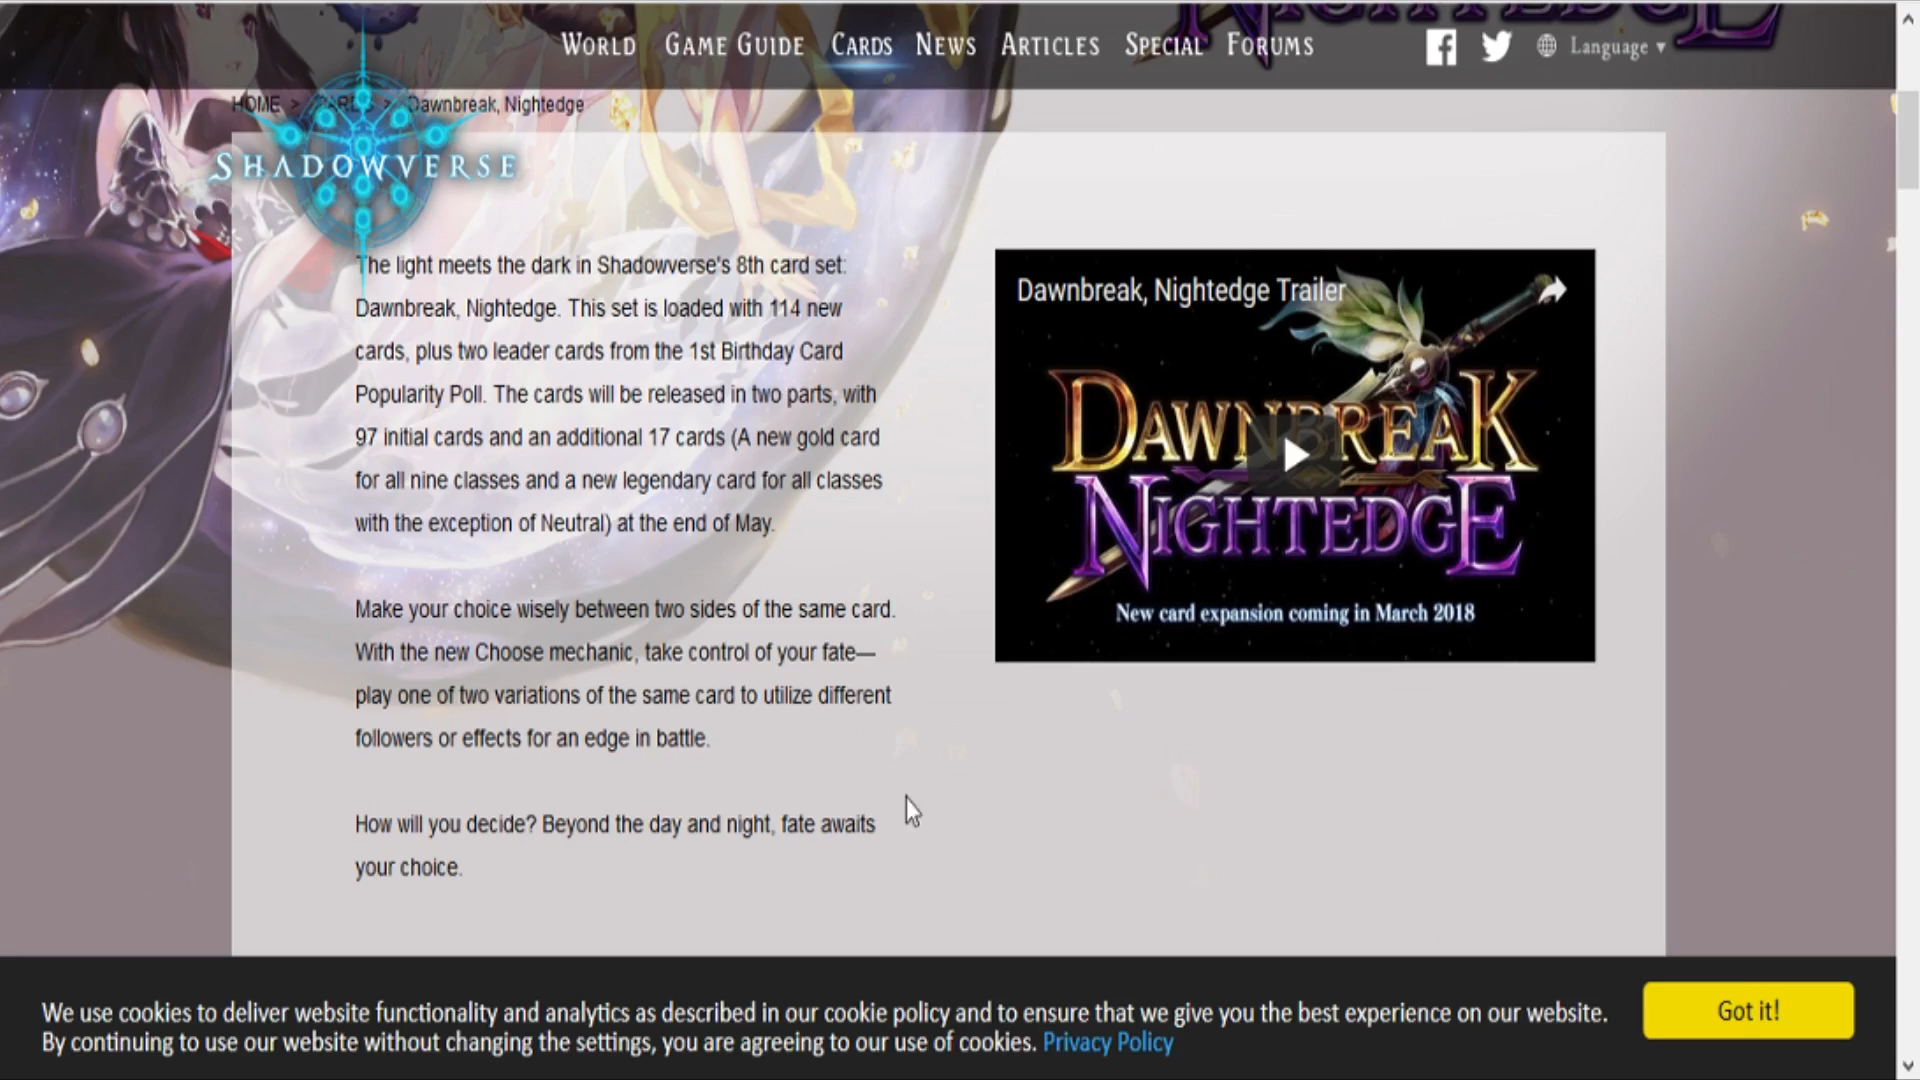 NIGHTEDGE
WORLD GAME GUIDE CARDS NEWS ARTICLES SPECIAL FORUMS Language ▾
HOME > CARDS > Dawnbreak, Nightedge
SHADOWVERSE
The light meets the dark in Shadowverse's 8th card set:
Dawnbreak, Nightedge. This set is loaded with 114 new
cards, plus two leader cards from the 1st Birthday Card
Popularity Poll. The cards will be released in two parts, with
97 initial cards and an additional 17 cards (A new gold card
for all nine classes and a new legendary card for all classes
with the exception of Neutral) at the end of May.
Make your choice wisely between two sides of the same card.
With the new Choose mechanic, take control of your fate—
play one of two variations of the same card to utilize different
followers or effects for an edge in battle.
How will you decide? Beyond the day and night, fate awaits
your choice.
Dawnbreak, Nightedge Trailer
DAWNBREAK
NIGHTEDGE
New card expansion coming in March 2018
We use cookies to deliver website functionality and analytics as described in our cookie policy and to ensure that we give you the best experience on our website.
By continuing to use our website without changing the settings, you are agreeing to our use of cookies. Privacy Policy
Got it!